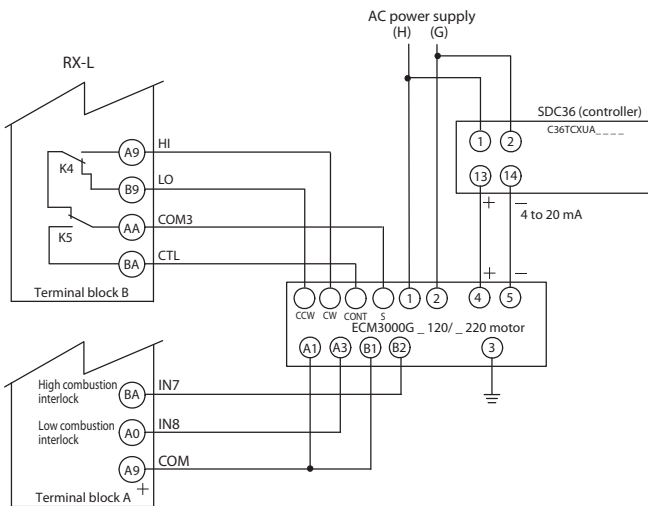 AC power supply
(H) (G)
RX-L
SDC36 (controller)
C36TCXUA_ _ _ _
1 2
A9 HI
K4
B9 LO
13 14
+ −
4 to 20 mA
AA COM3
K5
BA CTL
Terminal block B
+ −
CCW CW CONT S 1 2 4 5
ECM3000G _ 120/ _ 220 motor
A1 A3 B1 B2 3
High combustion
interlock
BA IN7
Low combustion
interlock
A0 IN8
A9 COM
+
Terminal block A